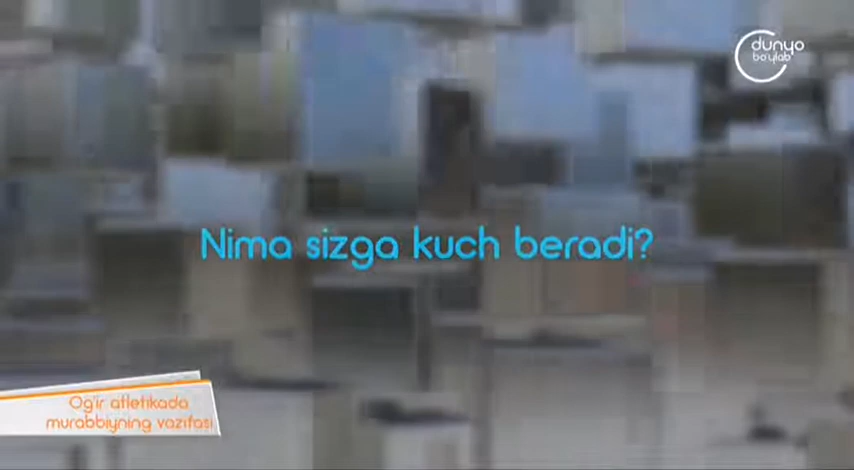 dunyo
bo'ylab
Nima sizga kuch beradi?
Og'ir atletikada
murabbiyning vazifasi